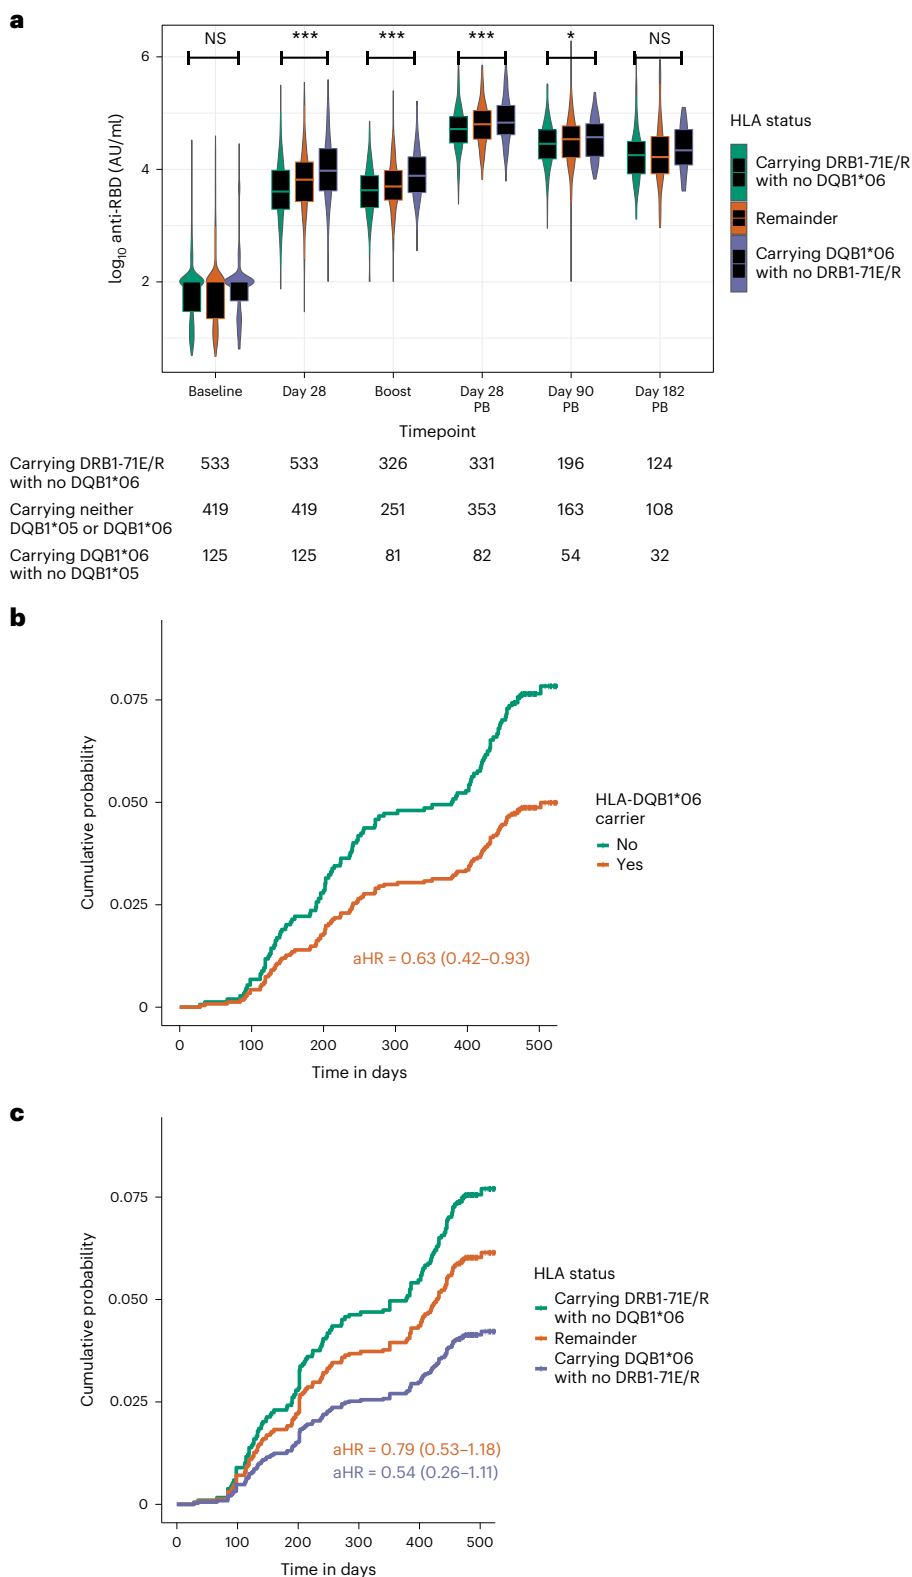 a
NS
***
***
***
*
NS
6
4
2
log10 anti-RBD (AU/ml)
Baseline
Day 28
Boost
Day 28
PB
Day 90
PB
Day 182
PB
Timepoint
HLA status
Carrying DRB1-71E/R
with no DQB1*06
Remainder
Carrying DQB1*06
with no DRB1-71E/R
Carrying DRB1-71E/R 533 533 326 331 196 124
with no DQB1*06
Carrying neither 419 419 251 353 163 108
DQB1*05 or DQB1*06
Carrying DQB1*06 125 125 81 82 54 32
with no DQB1*05
b
0.075
0.050
0.025
0
Cumulative probability
aHR = 0.63 (0.42–0.93)
0 100 200 300 400 500
Time in days
HLA-DQB1*06
carrier
No
Yes
c
0.075
0.050
0.025
0
Cumulative probability
aHR = 0.79 (0.53–1.18)
aHR = 0.54 (0.26–1.11)
0 100 200 300 400 500
Time in days
HLA status
Carrying DRB1-71E/R
with no DQB1*06
Remainder
Carrying DQB1*06
with no DRB1-71E/R